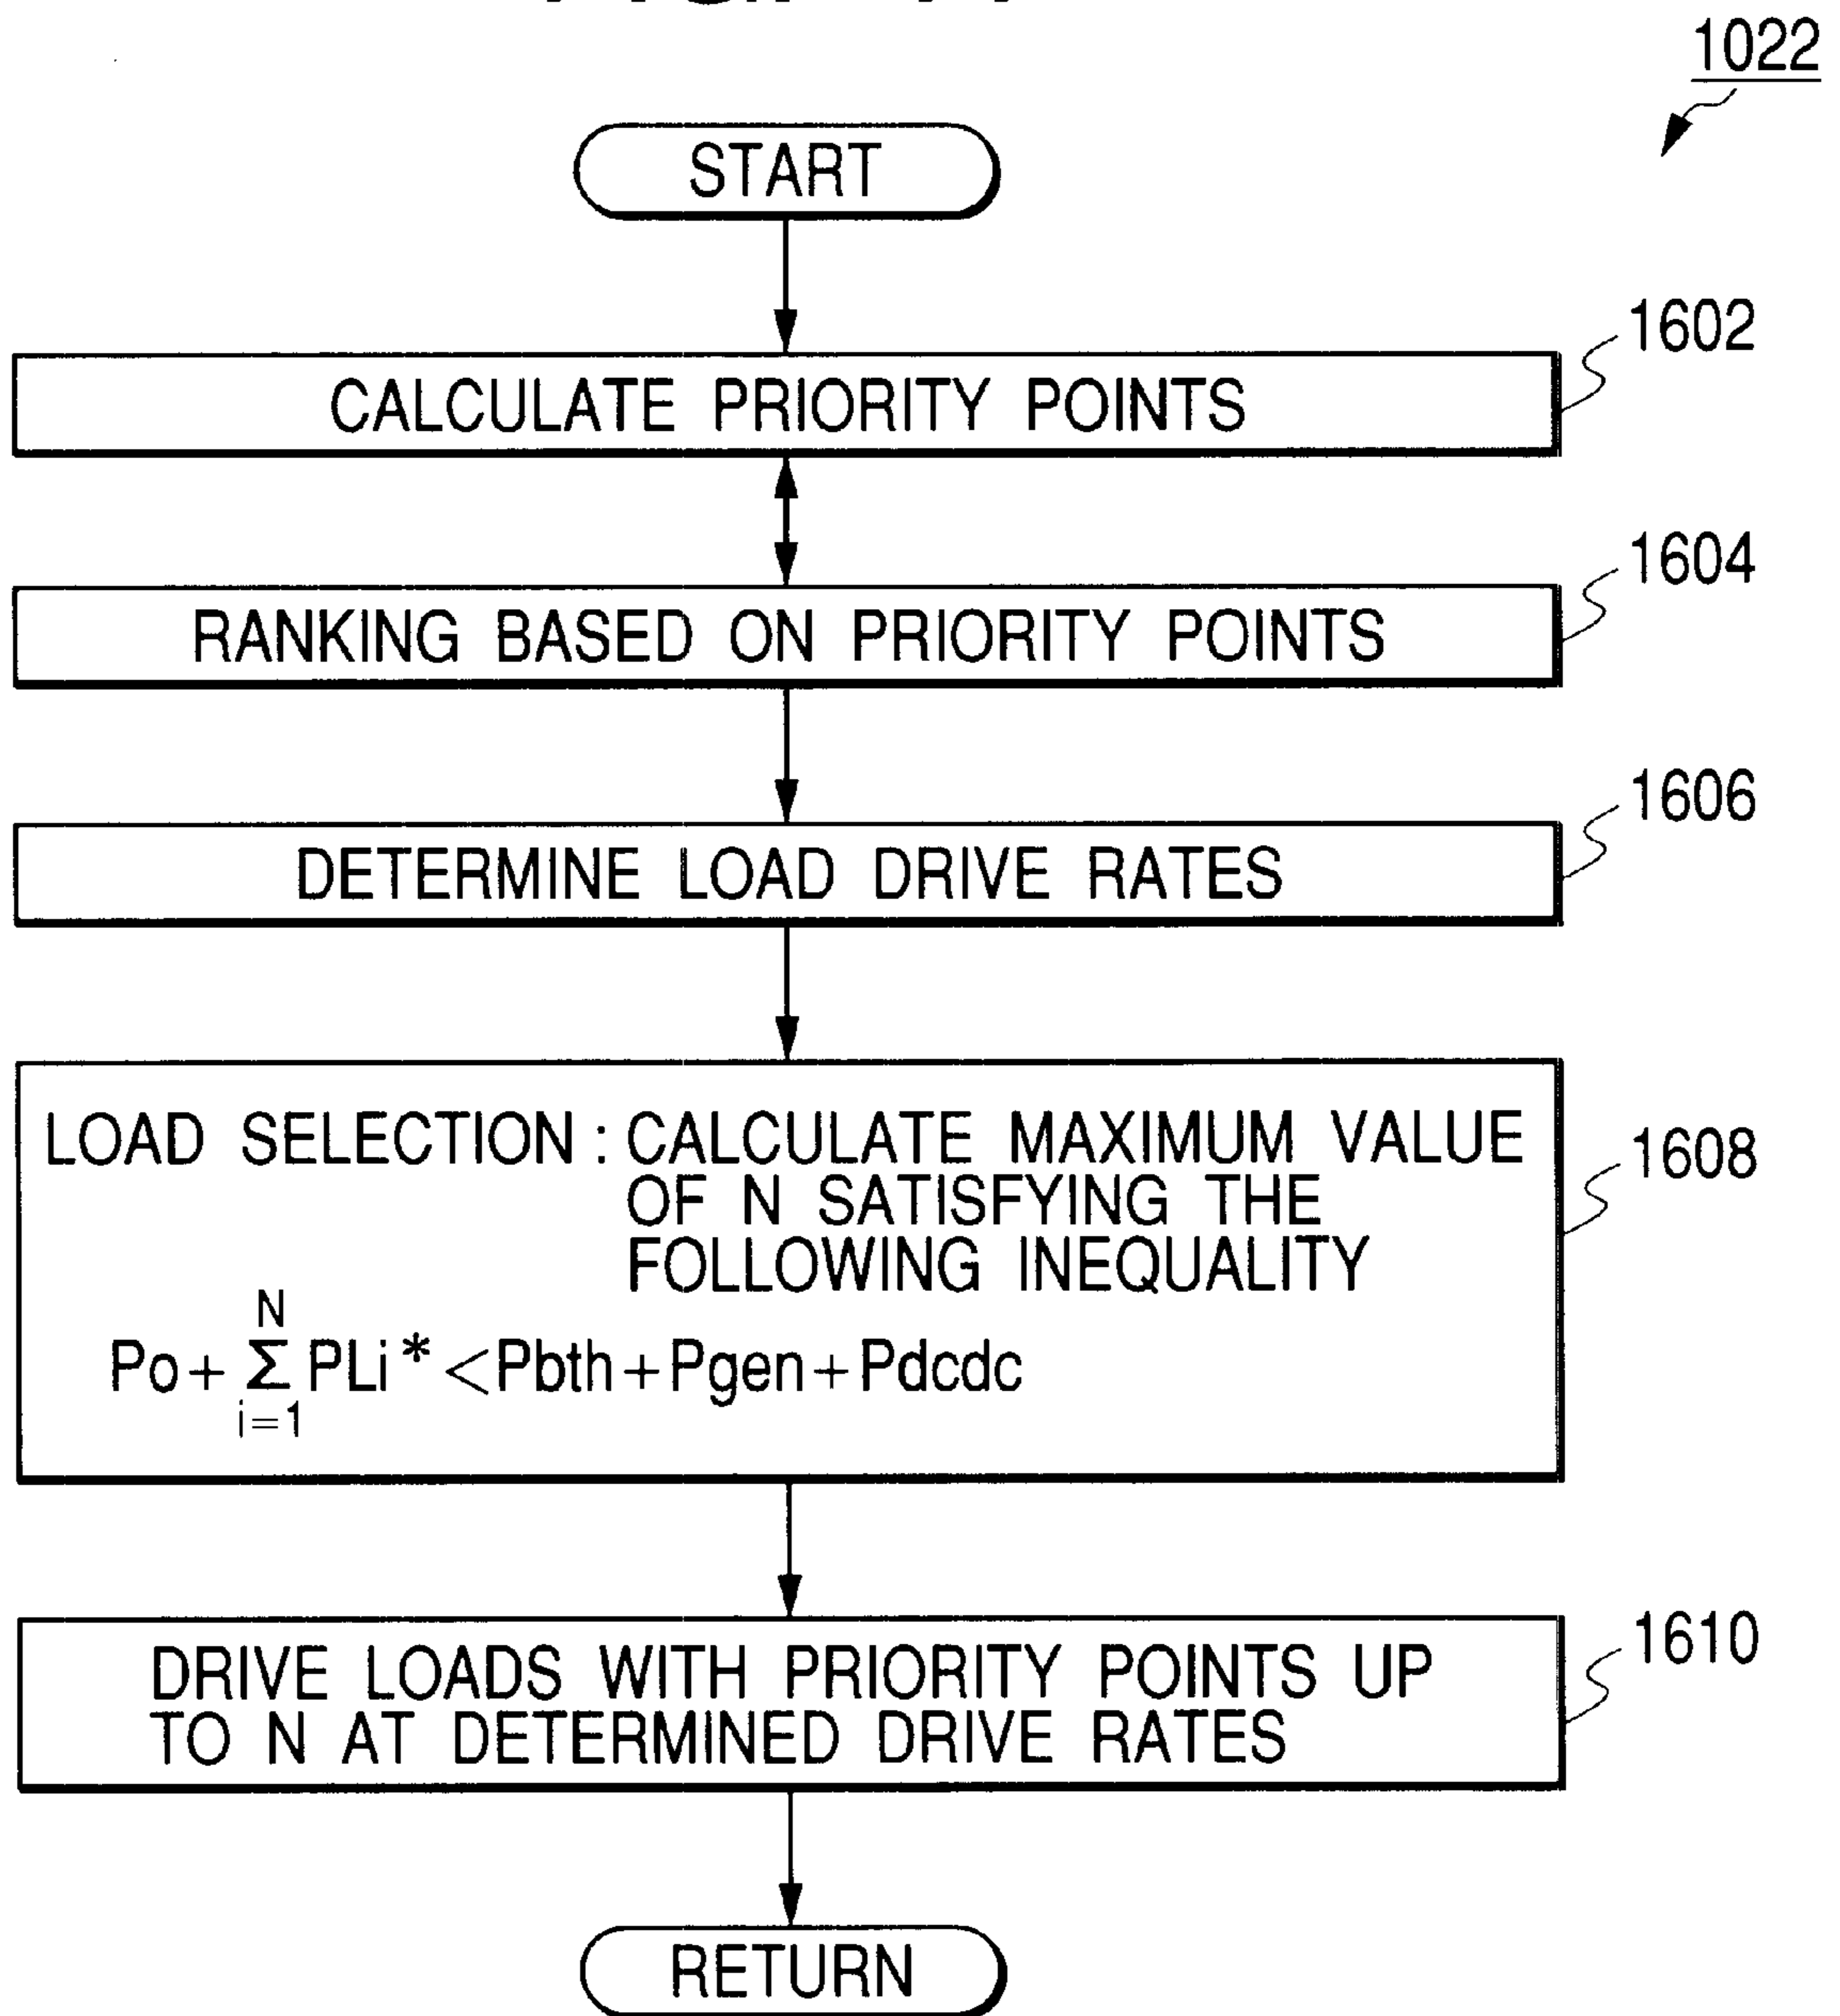 1022
START
CALCULATE PRIORITY POINTS
1602
RANKING BASED ON PRIORITY POINTS
1604
DETERMINE LOAD DRIVE RATES
1606
LOAD SELECTION : CALCULATE MAXIMUM VALUE
OF N SATISFYING THE
FOLLOWING INEQUALITY
1608
N
Po + Σ PLi* < Pbth + Pgen + Pdcdc
i=1
DRIVE LOADS WITH PRIORITY POINTS UP
TO N AT DETERMINED DRIVE RATES
1610
RETURN